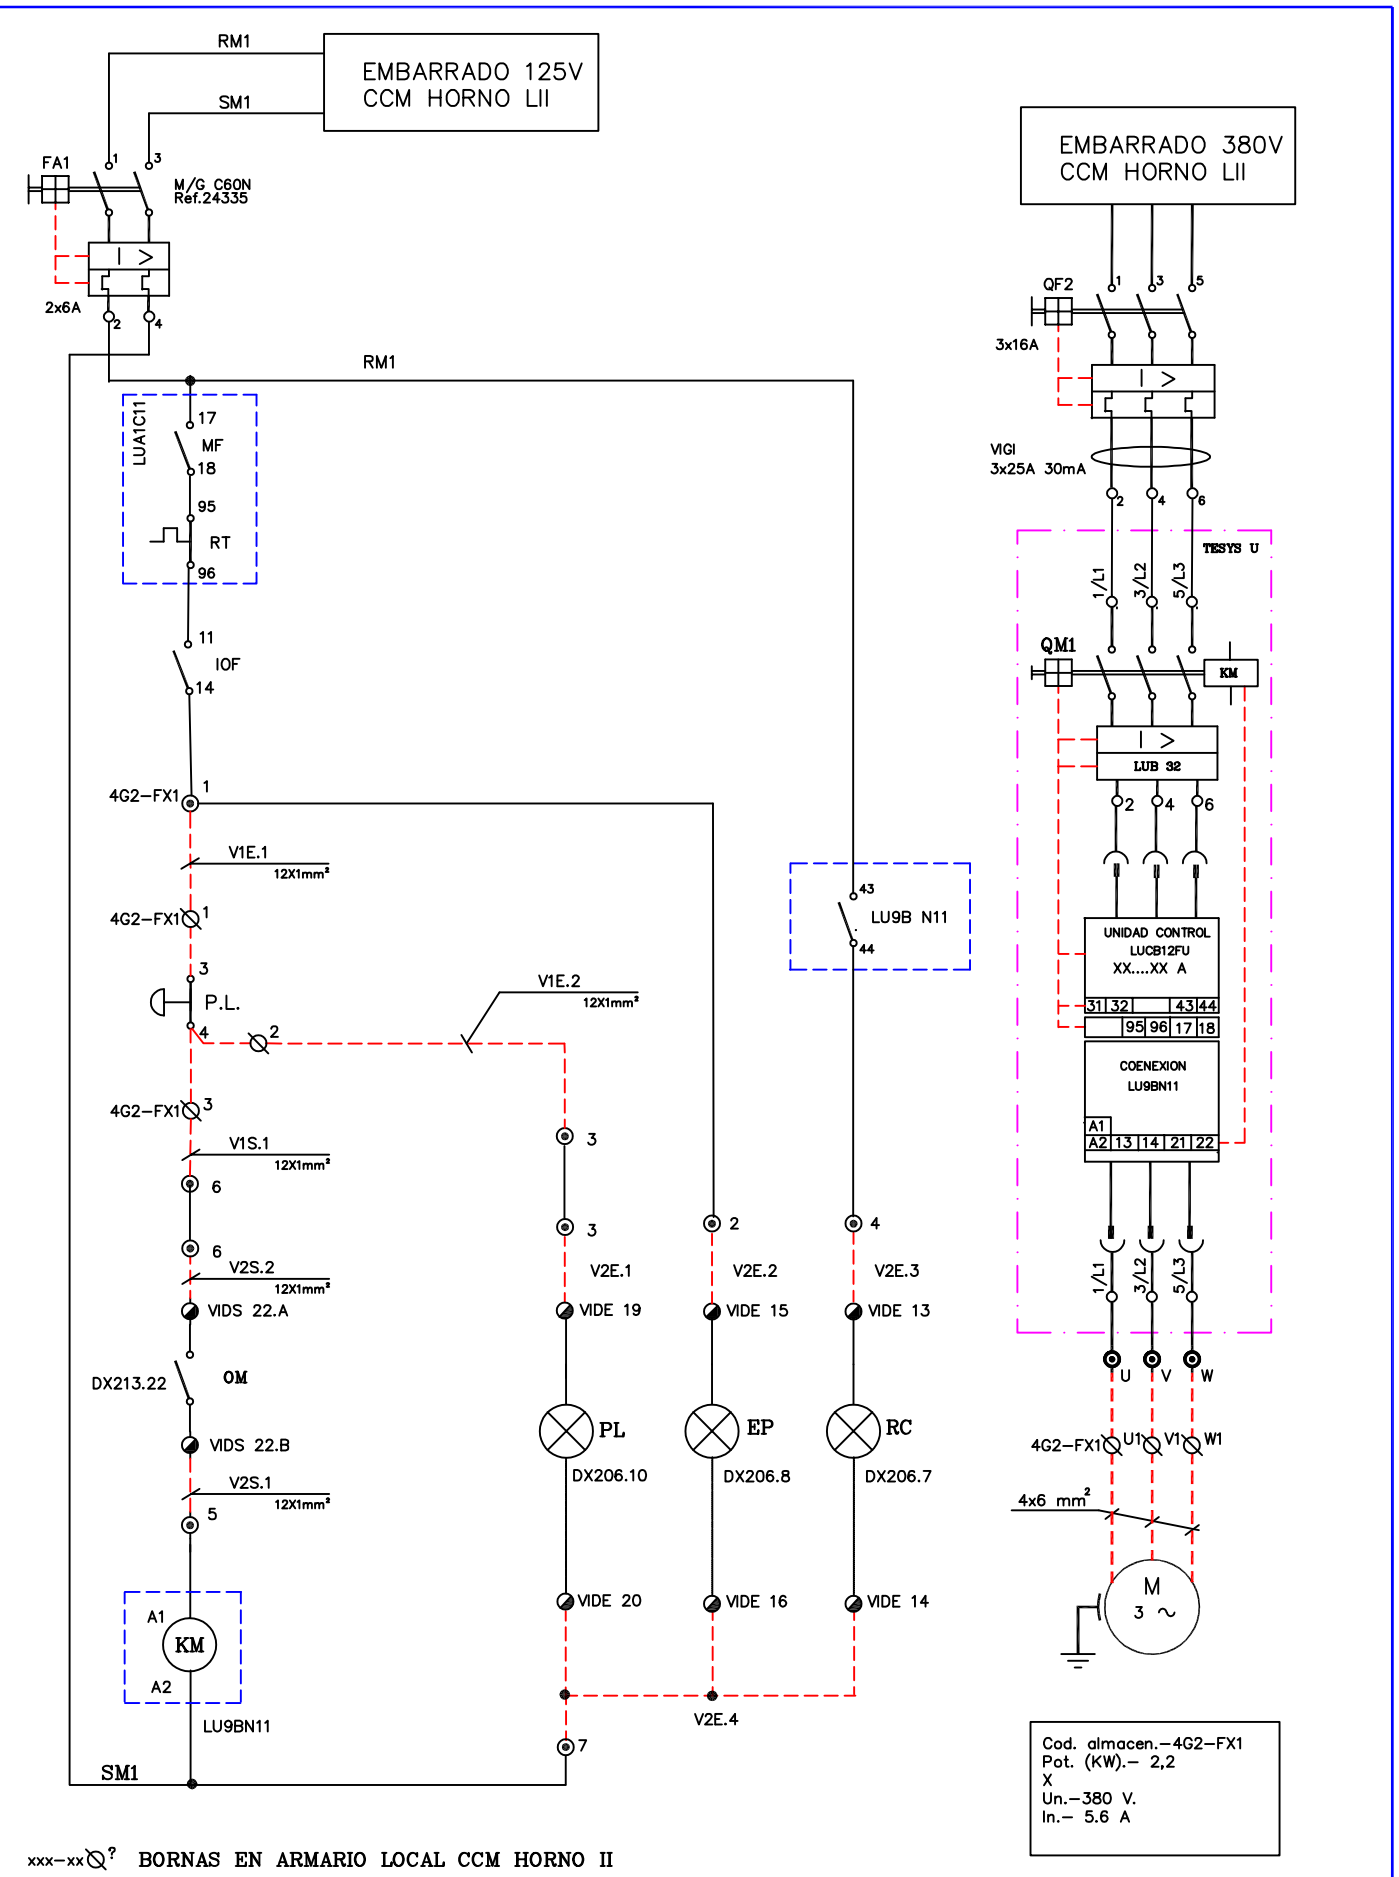 RM1
EMBARRADO 125V
CCM HORNO LII
SM1
FA1
1
3
M/G C60N
Ref.24335
I >
2x6A
2
4
RM1
LUA1C11
17
MF
18
95
RT
96
11
IOF
14
4G2-FX1
1
V1E.1
12X1mm²
4G2-FX1
1
3
P.L.
4
2
V1E.2
12X1mm²
4G2-FX1
3
V1S.1
12X1mm²
6
6
V2S.2
12X1mm²
VIDS 22.A
DX213.22
OM
VIDS 22.B
V2S.1
12X1mm²
5
A1
KM
A2
LU9BN11
SM1
3
3
V2E.1
VIDE 19
PL
DX206.10
VIDE 20
2
V2E.2
VIDE 15
EP
DX206.8
VIDE 16
43
LU9B N11
44
4
V2E.3
VIDE 13
RC
DX206.7
VIDE 14
V2E.4
7
EMBARRADO 380V
CCM HORNO LII
QF2
1
3
5
3x16A
I >
VIGI
3x25A 30mA
2
4
6
TESYS U
1/L1
3/L2
5/L3
QM1
KM
I >
LUB 32
2
4
6
UNIDAD CONTROL
LUCB12FU
XX....XX A
31 32 43 44
95 96 17 18
COENEXION
LU9BN11
A1
A2 13 14 21 22
1/L1
3/L2
5/L3
U
V
W
4G2-FX1
U1
V1
W1
4x6 mm²
M
3 ~
Cod. almacen.-4G2-FX1
Pot. (KW).- 2,2
X
Un.-380 V.
In.- 5.6 A
xxx-xx ? BORNAS EN ARMARIO LOCAL CCM HORNO II